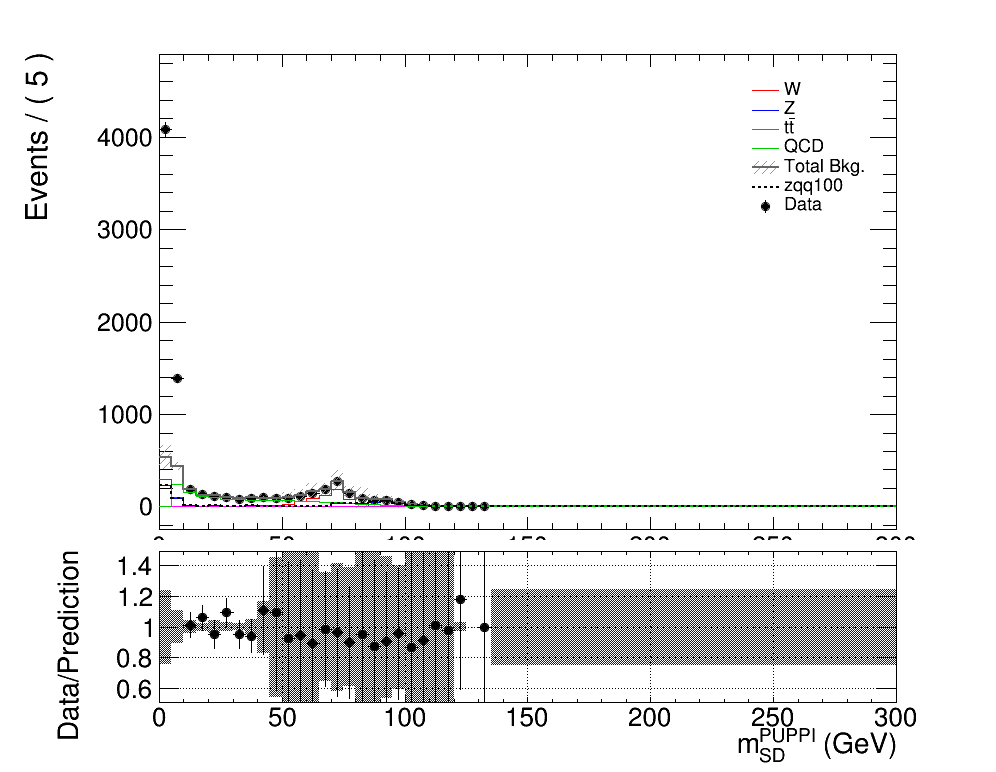 Events / ( 5 )
4000
3000
2000
1000
0
W
Z
tt̄
QCD
Total Bkg.
zqq100
Data
Data/Prediction
1.4
1.2
1
0.8
0.6
0 50 100 150 200 250 300
m_SD^PUPPI (GeV)